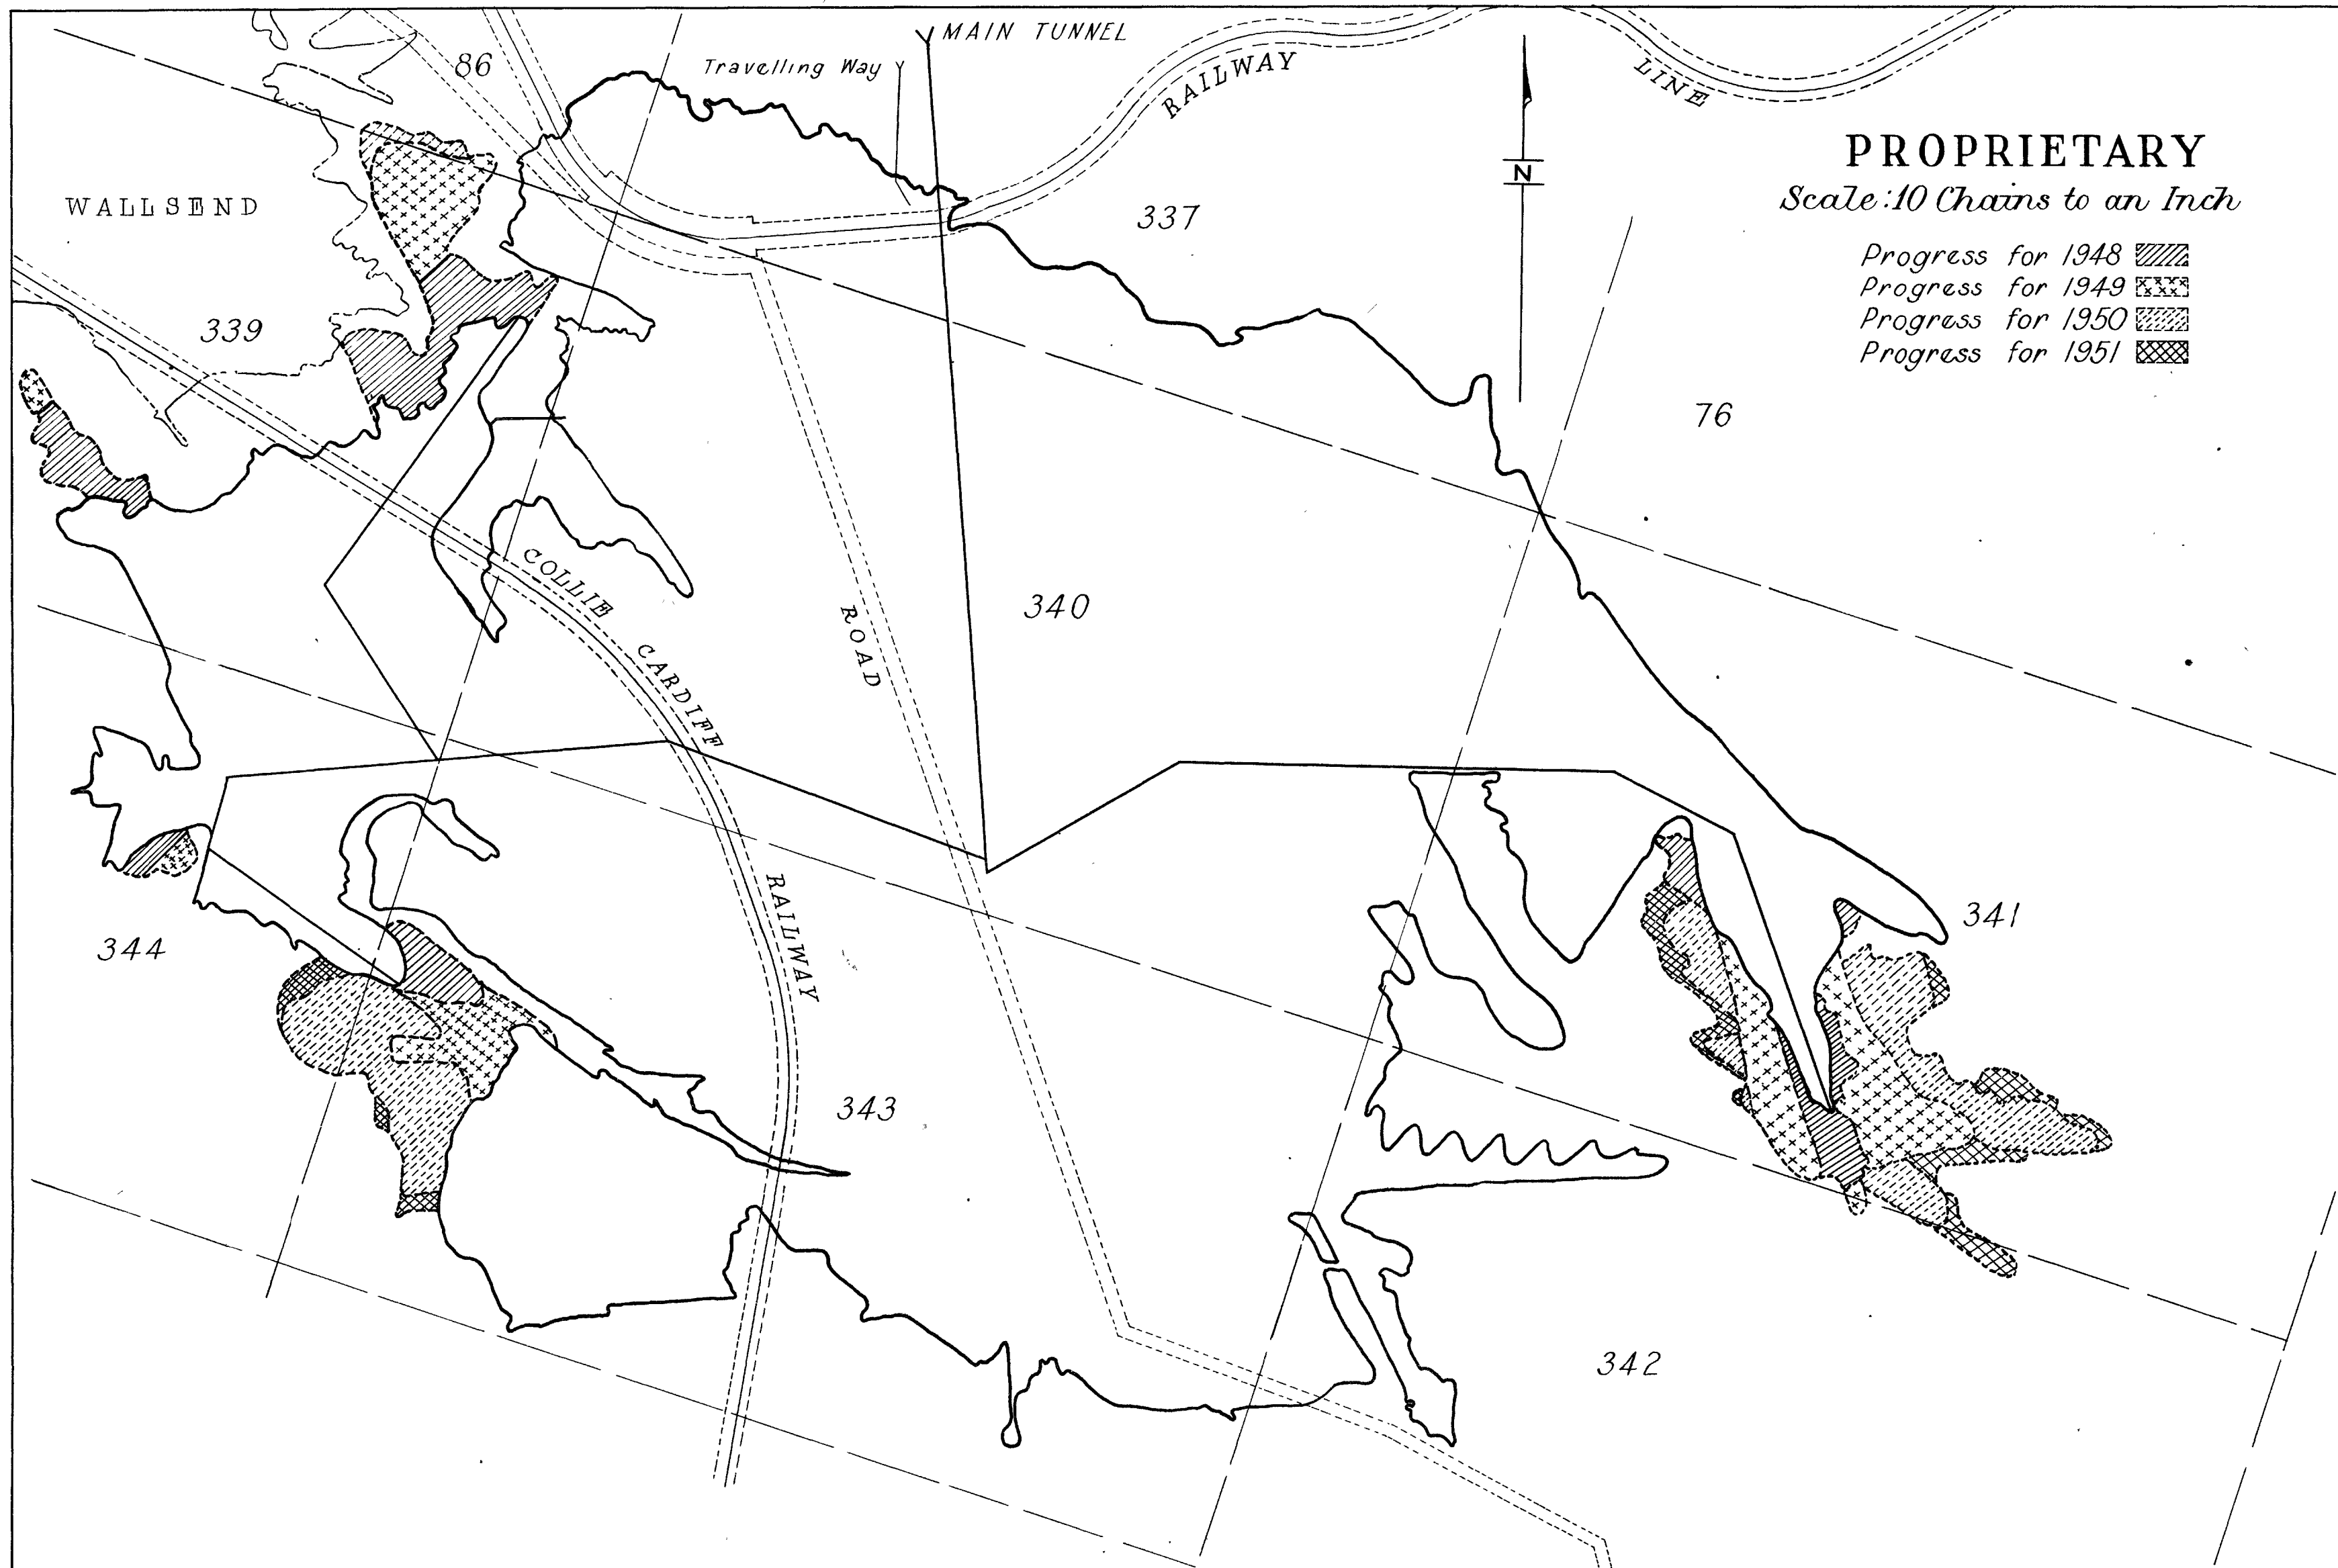 MAIN TUNNEL
86
Travelling Way
RAILWAY
LINE
PROPRIETARY
Scale: 10 Chains to an Inch
WALLSEND
337
N
Progress for 1948
Progress for 1949
339
Progress for 1950
Progress for 1951
76
COLLIE CARDIFF RAILWAY
ROAD
340
344
341
343
342